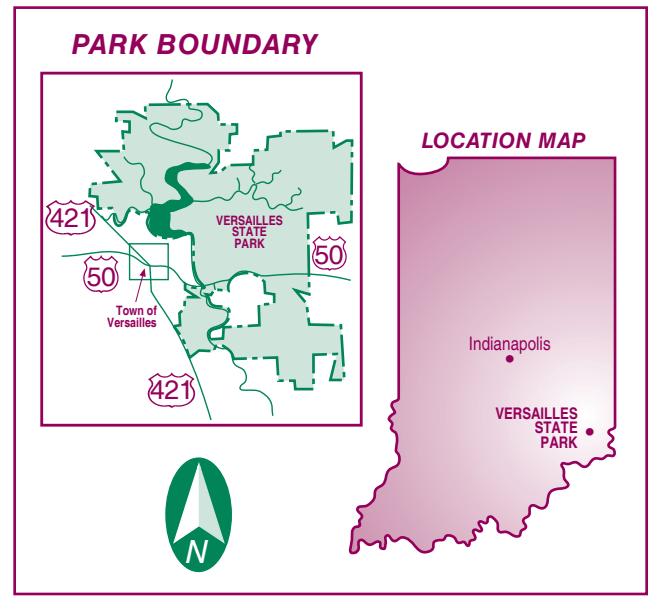 PARK BOUNDARY
421
VERSAILLES
STATE
PARK
50
50
Town of
Versailles
421
N
LOCATION MAP
Indianapolis
VERSAILLES
STATE
PARK